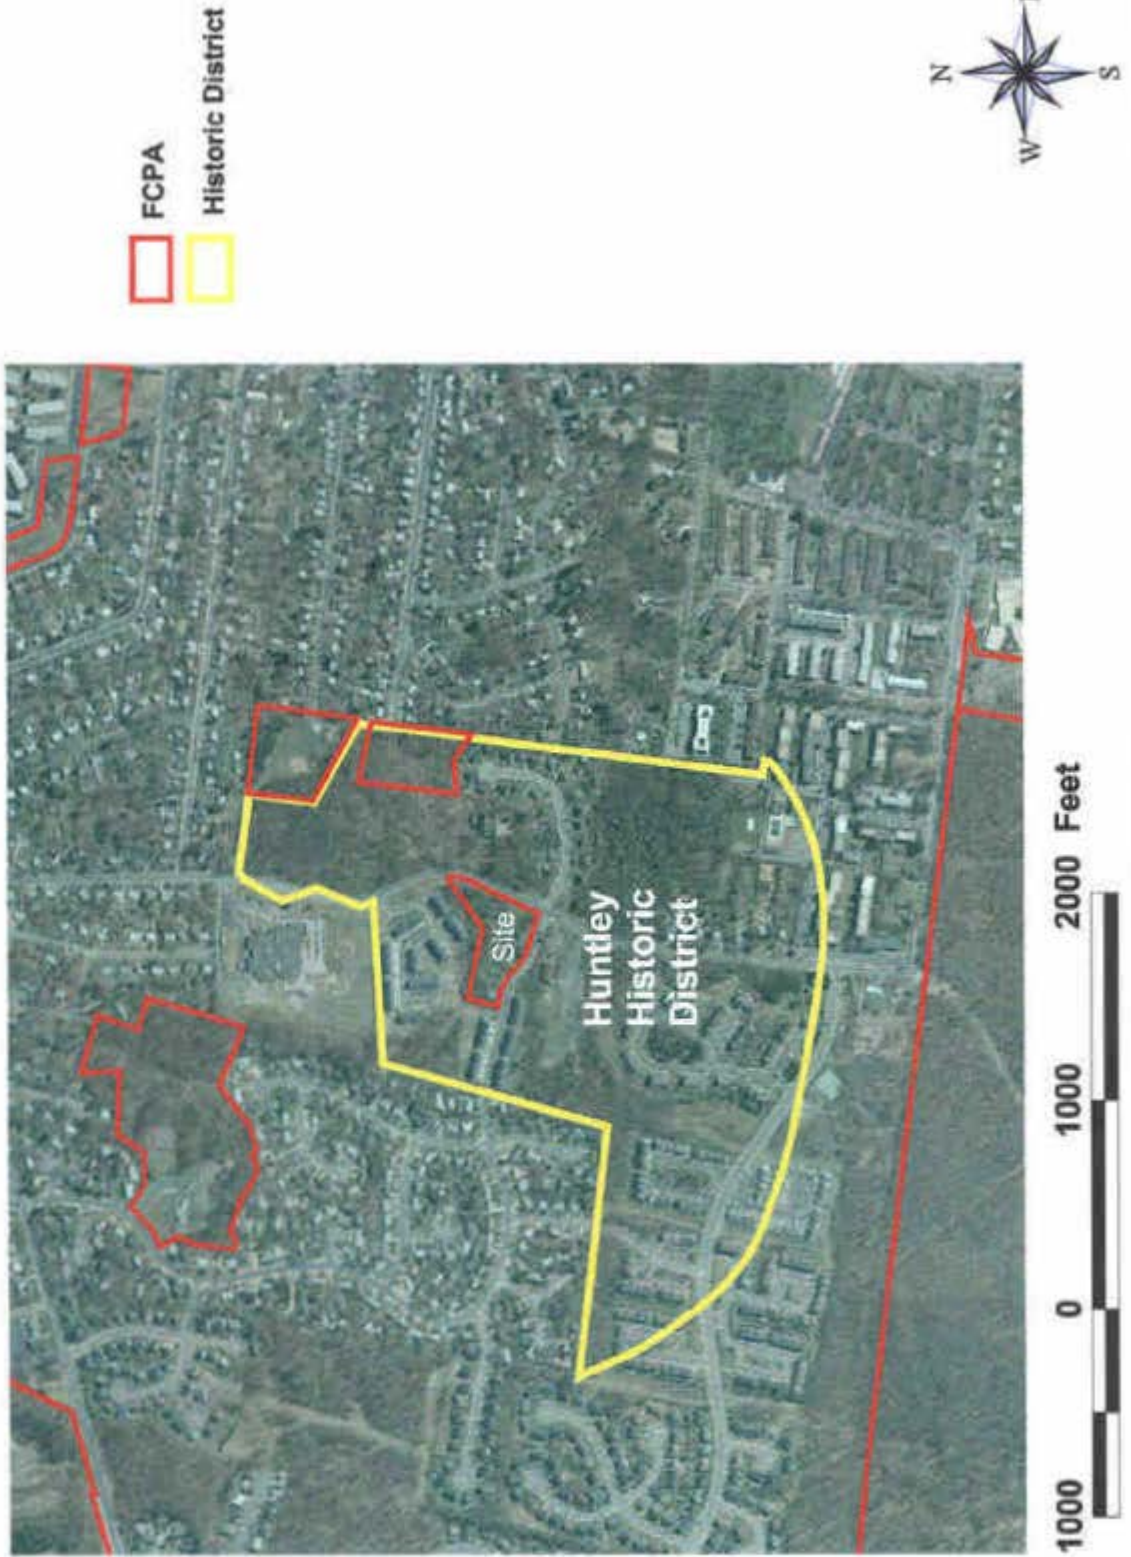 FCPA
Historic District
Site
Huntley
Historic
District
N
W
S
1000 0 1000 2000 Feet